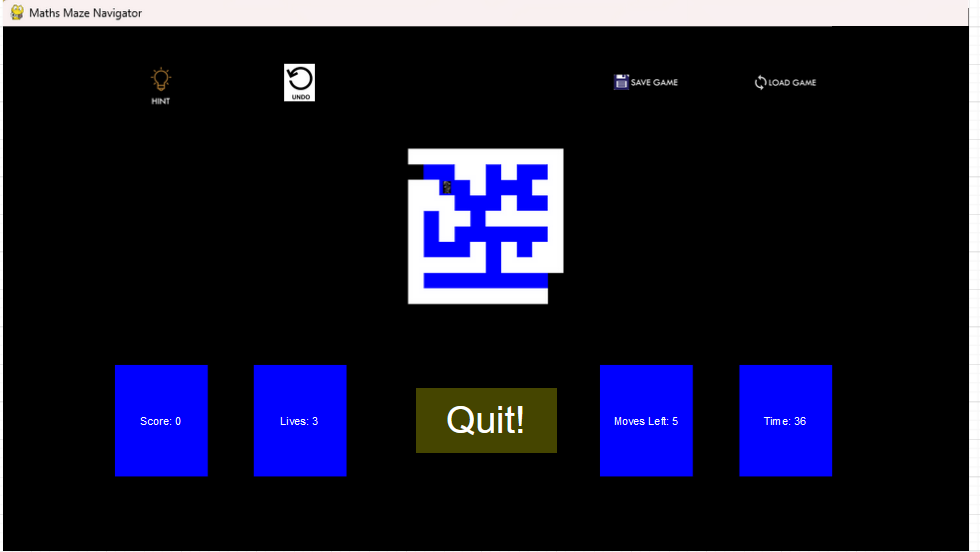 Maths Maze Navigator
HINT
UNDO
SAVE GAME
LOAD GAME
Score: 0
Lives: 3
Quit!
Moves Left: 5
Time: 36